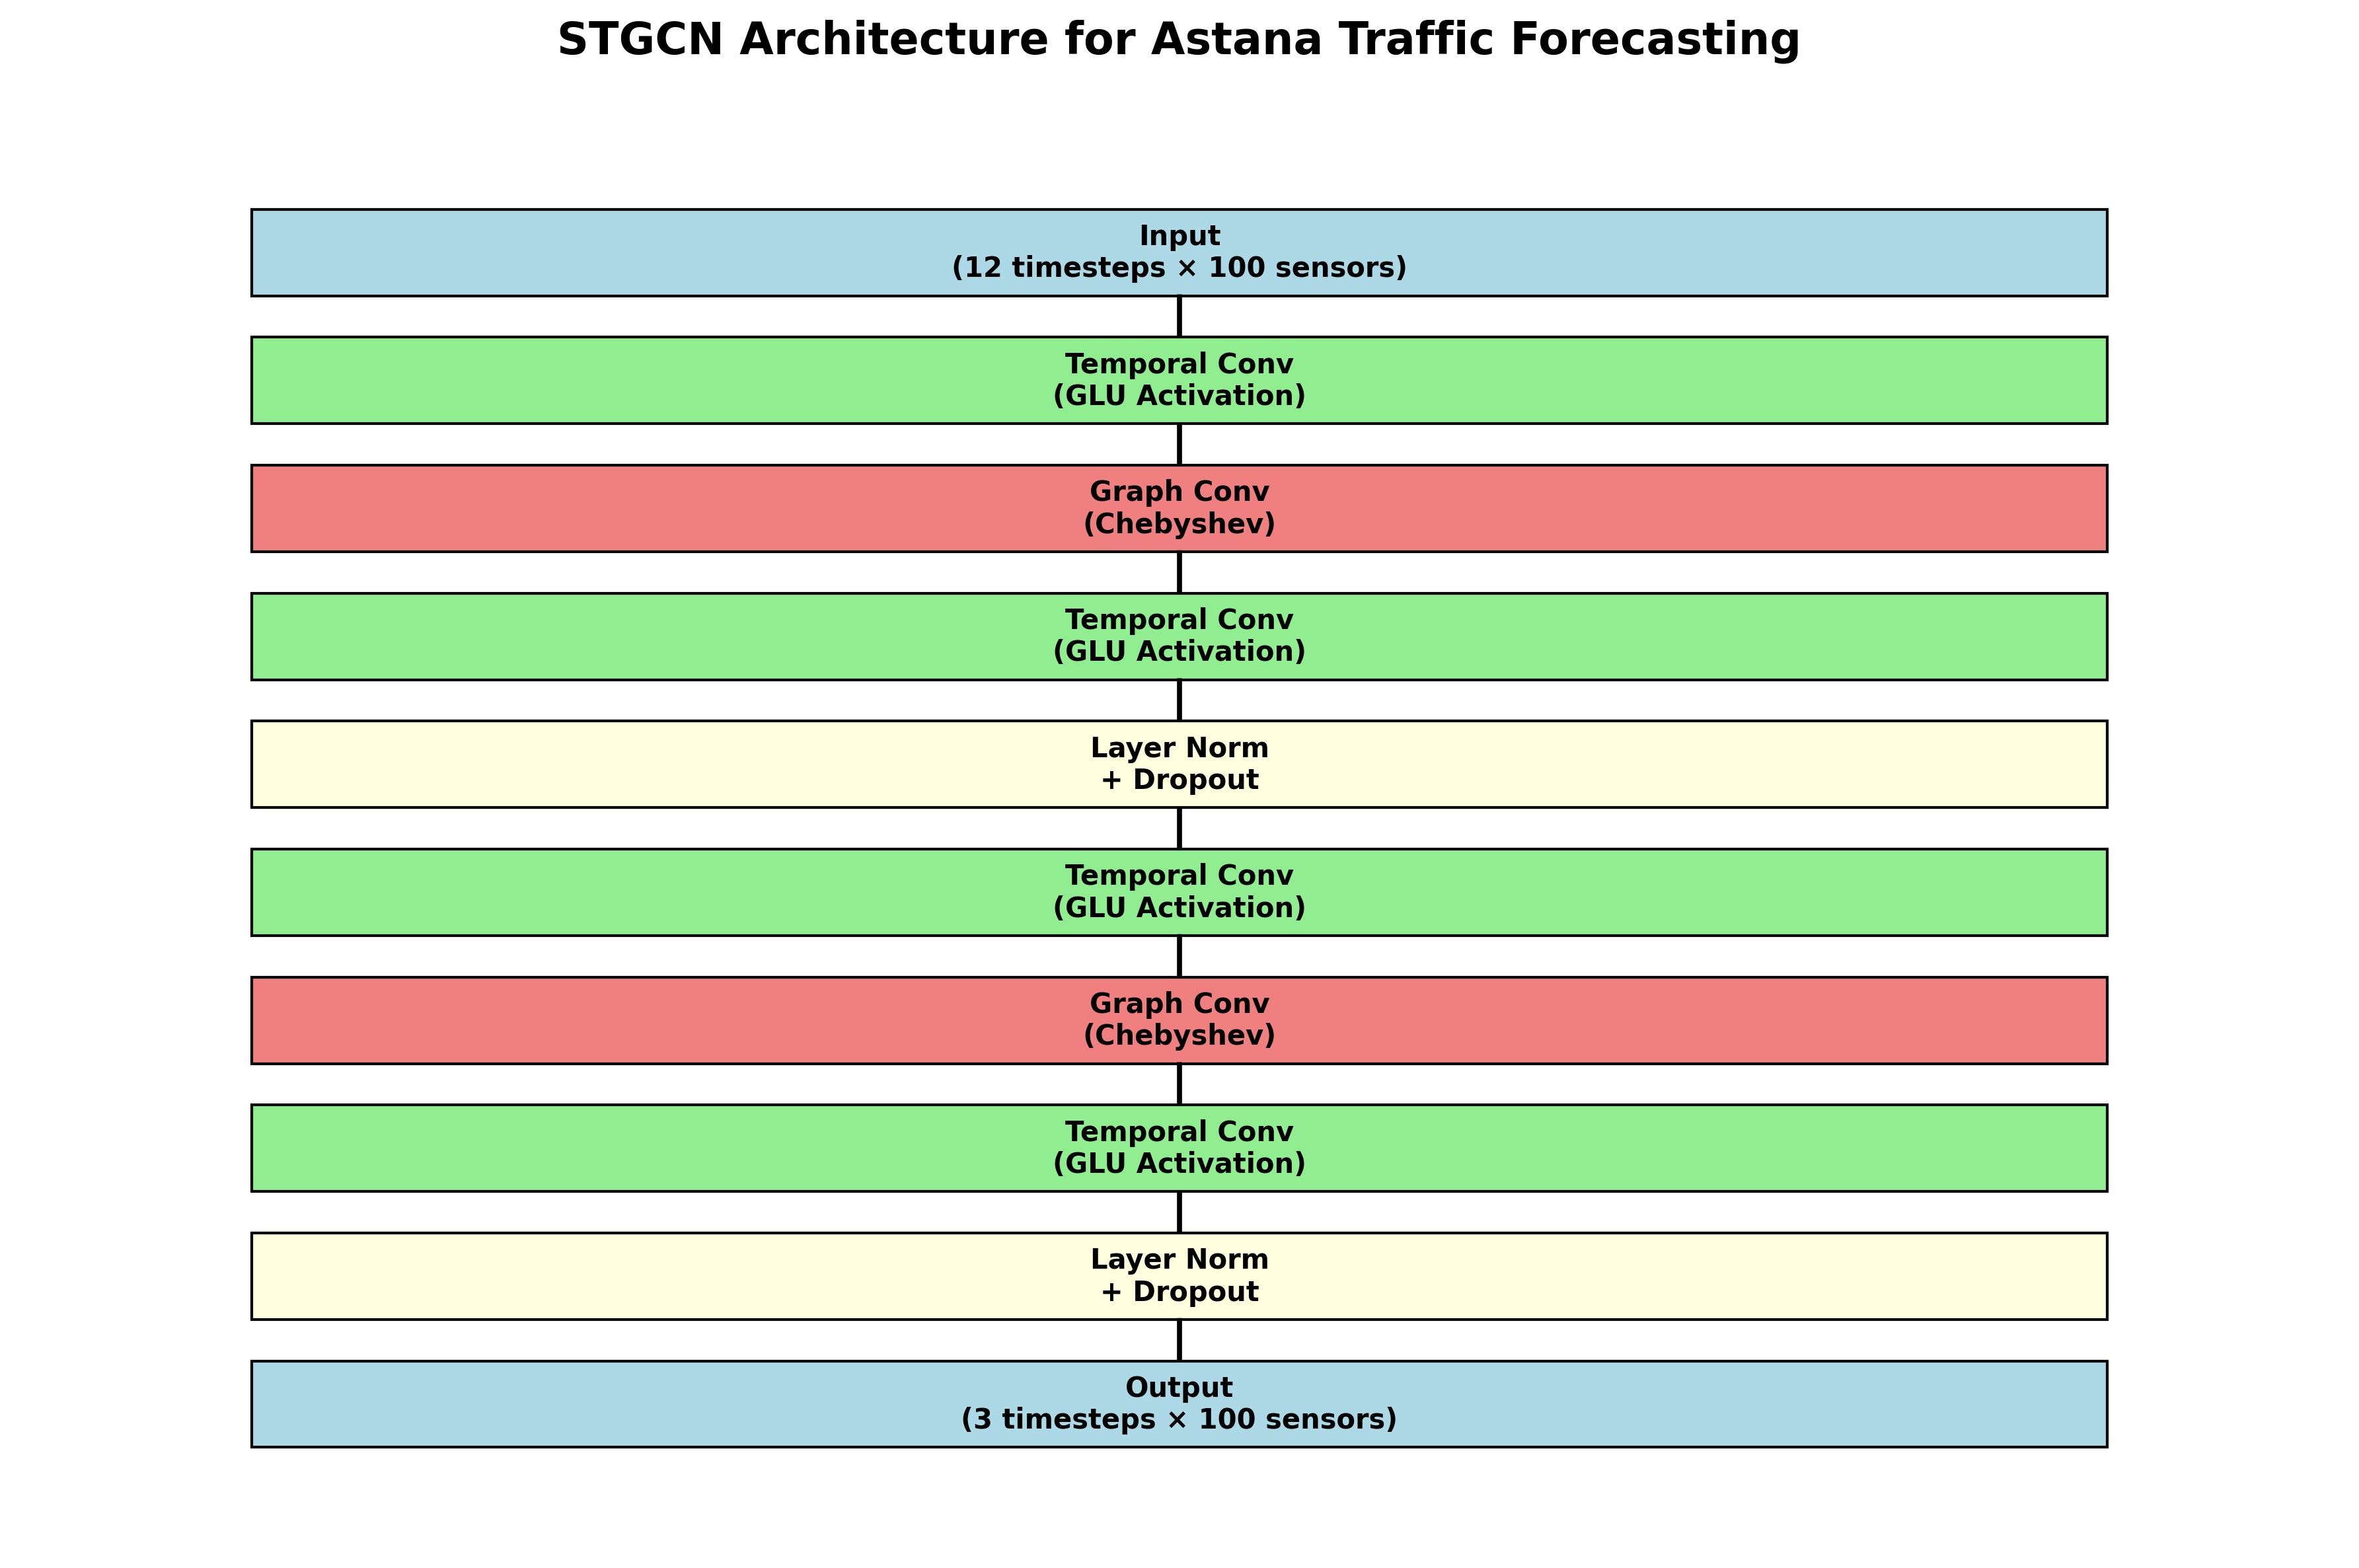 STGCN Architecture for Astana Traffic Forecasting
Input
(12 timesteps × 100 sensors)
Temporal Conv
(GLU Activation)
Graph Conv
(Chebyshev)
Temporal Conv
(GLU Activation)
Layer Norm
+ Dropout
Temporal Conv
(GLU Activation)
Graph Conv
(Chebyshev)
Temporal Conv
(GLU Activation)
Layer Norm
+ Dropout
Output
(3 timesteps × 100 sensors)